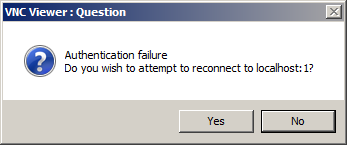 VNC Viewer : Question
Authentication failure
Do you wish to attempt to reconnect to localhost:1?
Yes
No